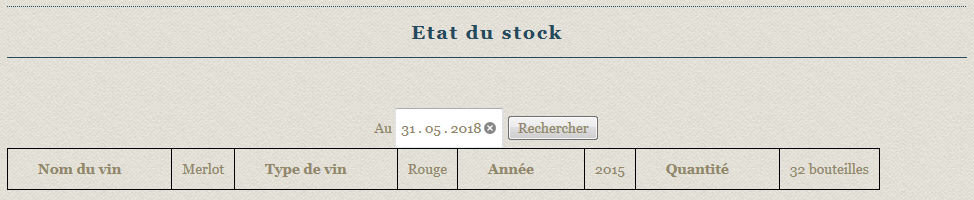 Etat du stock
Au 31 . 05 . 2018 Rechercher
Nom du vin Merlot Type de vin Rouge Année 2015 Quantité 32 bouteilles